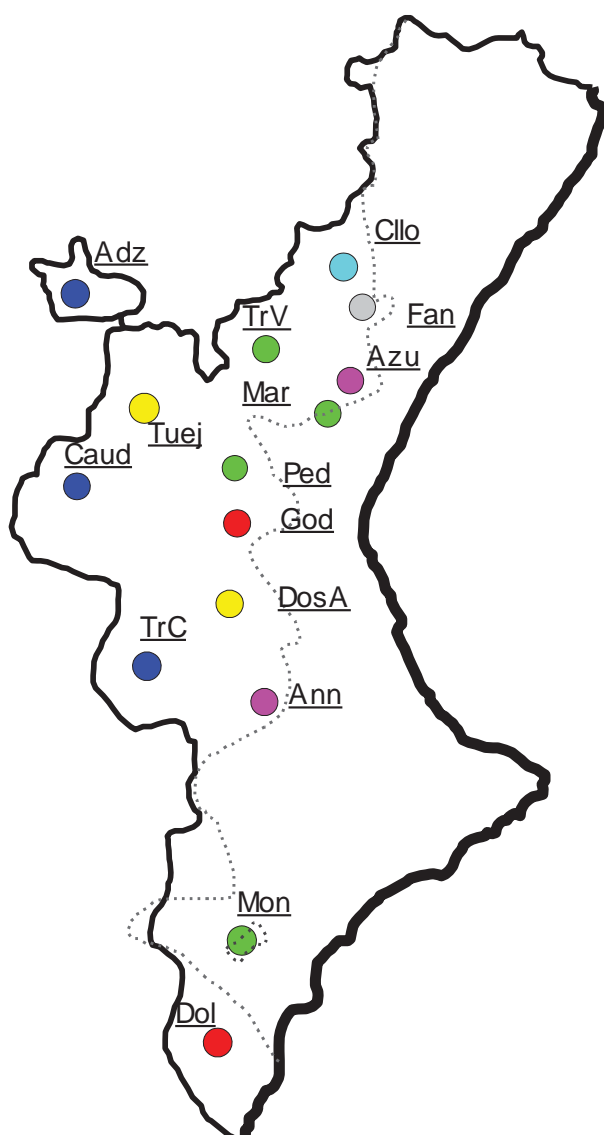 Cllo
Adz
Fan
TrV
Azu
Mar
Tuej
Caud
Ped
God
DosA
TrC
Ann
Mon
Dol